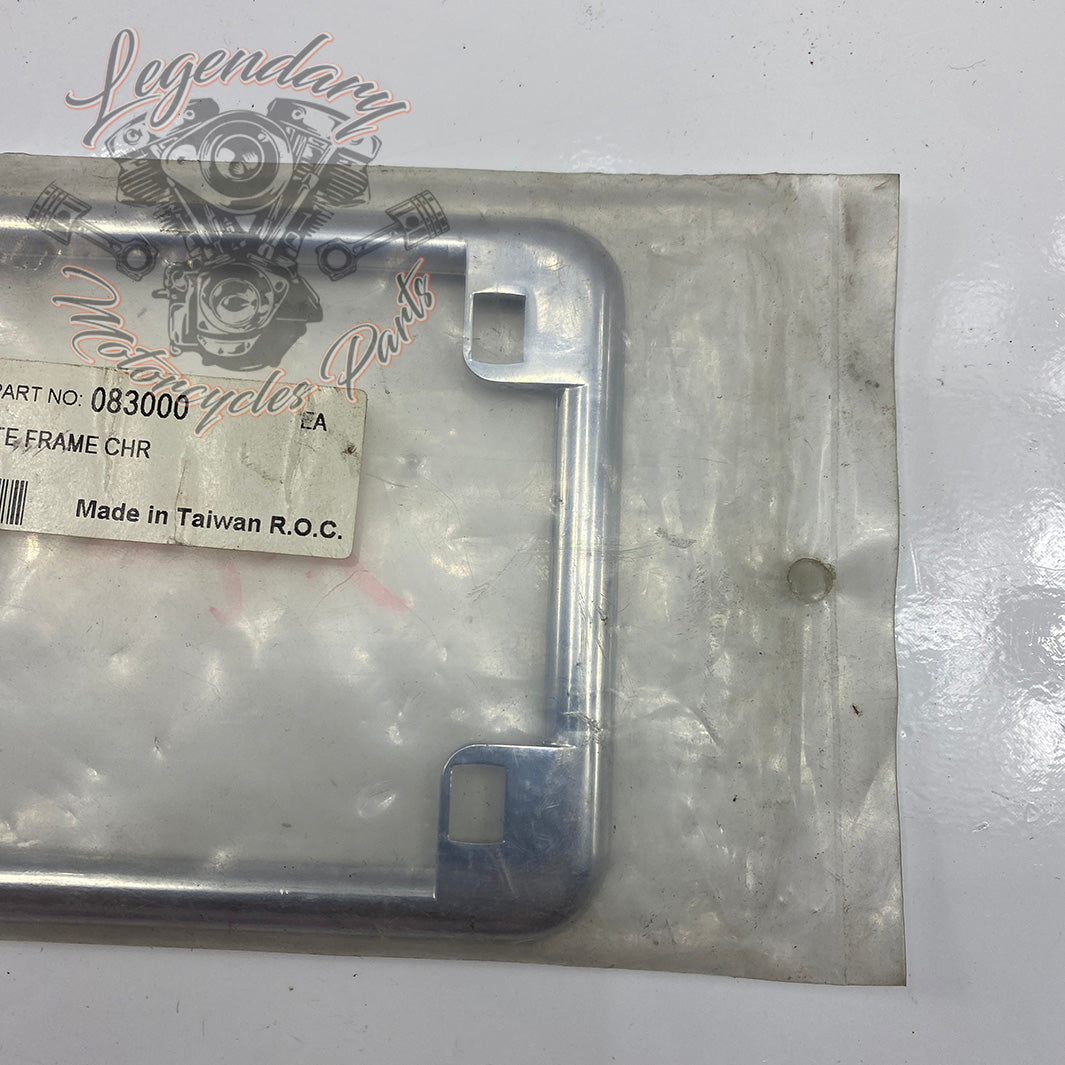 Legendary
Motorcycles Parts
PART NO: 083000
EA
TE FRAME CHR
Made in Taiwan R.O.C.